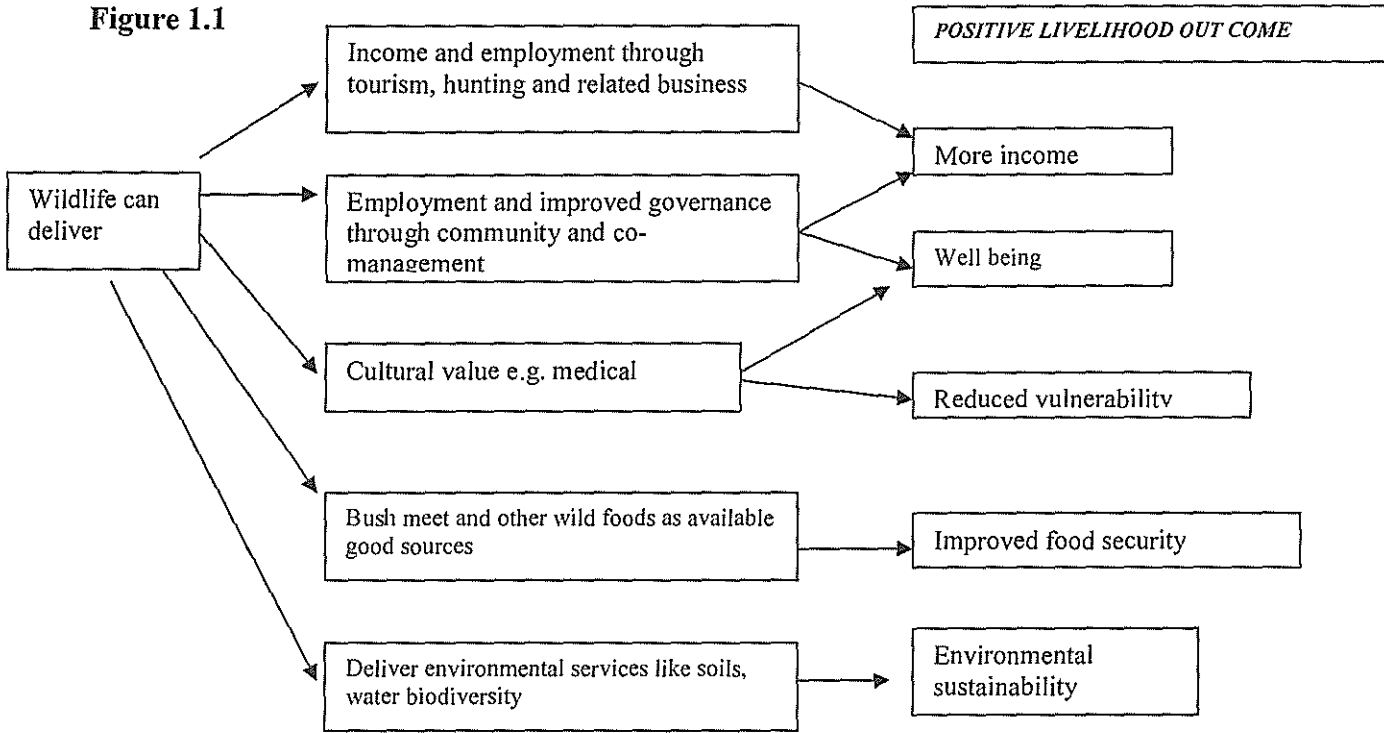 Figure 1.1
POSITIVE LIVELIHOOD OUT COME
Income and employment through
tourism, hunting and related business
More income
Wildlife can
deliver
Employment and improved governance
through community and co-
management
Well being
Cultural value e.g. medical
Reduced vulnerability
Bush meet and other wild foods as available
good sources
Improved food security
Deliver environmental services like soils,
water biodiversity
Environmental
sustainability